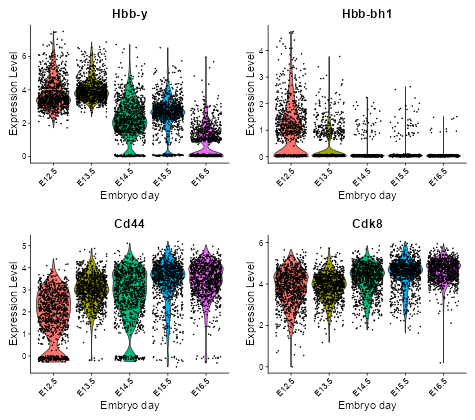 Hbb-y
Expression Level
6
4
2
0
E12.5
E13.5
E14.5
E15.5
E16.5
Embryo day
Hbb-bh1
Expression Level
4
3
2
1
0
E12.5
E13.5
E14.5
E15.5
E16.5
Embryo day
Cd44
Expression Level
5
4
3
2
1
0
E12.5
E13.5
E14.5
E15.5
E16.5
Embryo day
Cdk8
Expression Level
6
4
2
0
E12.5
E13.5
E14.5
E15.5
E16.5
Embryo day